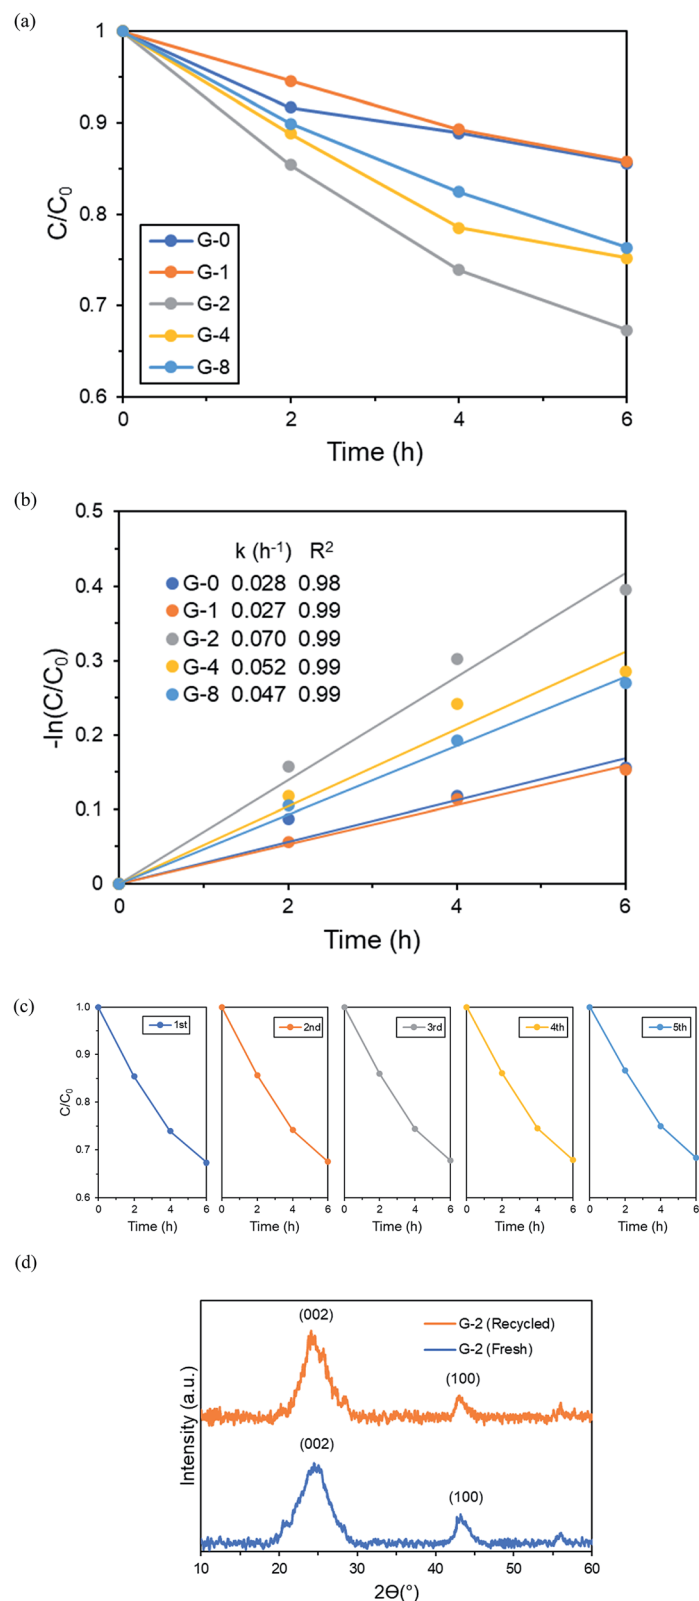 (a)
1
0.9
0.8
0.7
0.6
C/C0
G-0
G-1
G-2
G-4
G-8
0 2 4 6
Time (h)
(b)
0.5
0.4
0.3
0.2
0.1
0
-ln(C/C0)
k (h-1) R2
G-0 0.028 0.98
G-1 0.027 0.99
G-2 0.070 0.99
G-4 0.052 0.99
G-8 0.047 0.99
0 2 4 6
Time (h)
(c)
1.0
0.9
0.8
0.7
0.6
C/C0
1st
2nd
3rd
4th
5th
0 2 4 6
0 2 4 6
0 2 4 6
0 2 4 6
0 2 4 6
Time (h)
Time (h)
Time (h)
Time (h)
Time (h)
(d)
Intensity (a.u.)
(002)
G-2 (Recycled)
G-2 (Fresh)
(100)
(002)
(100)
10 20 30 40 50 60
2Θ(°)